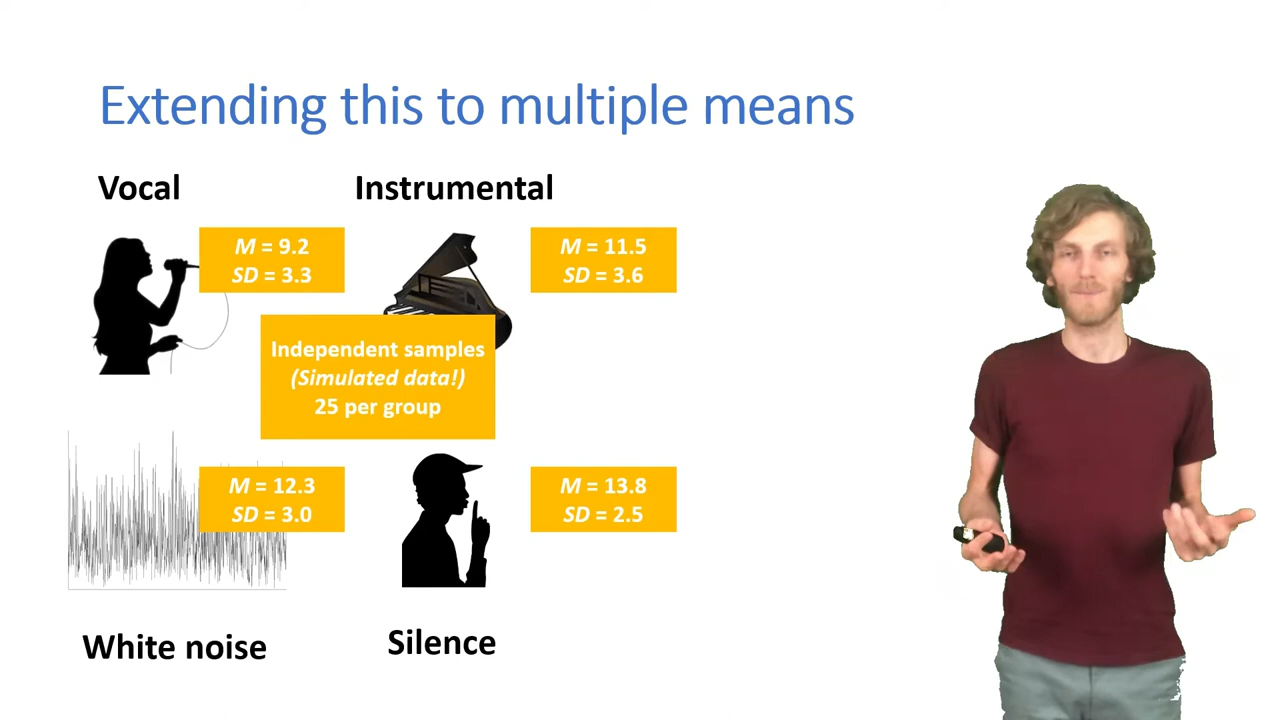 Extending this to multiple means
Vocal
Instrumental
M = 9.2
SD = 3.3
M = 11.5
SD = 3.6
Independent samples
(Simulated data!)
25 per group
M = 12.3
SD = 3.0
M = 13.8
SD = 2.5
White noise
Silence